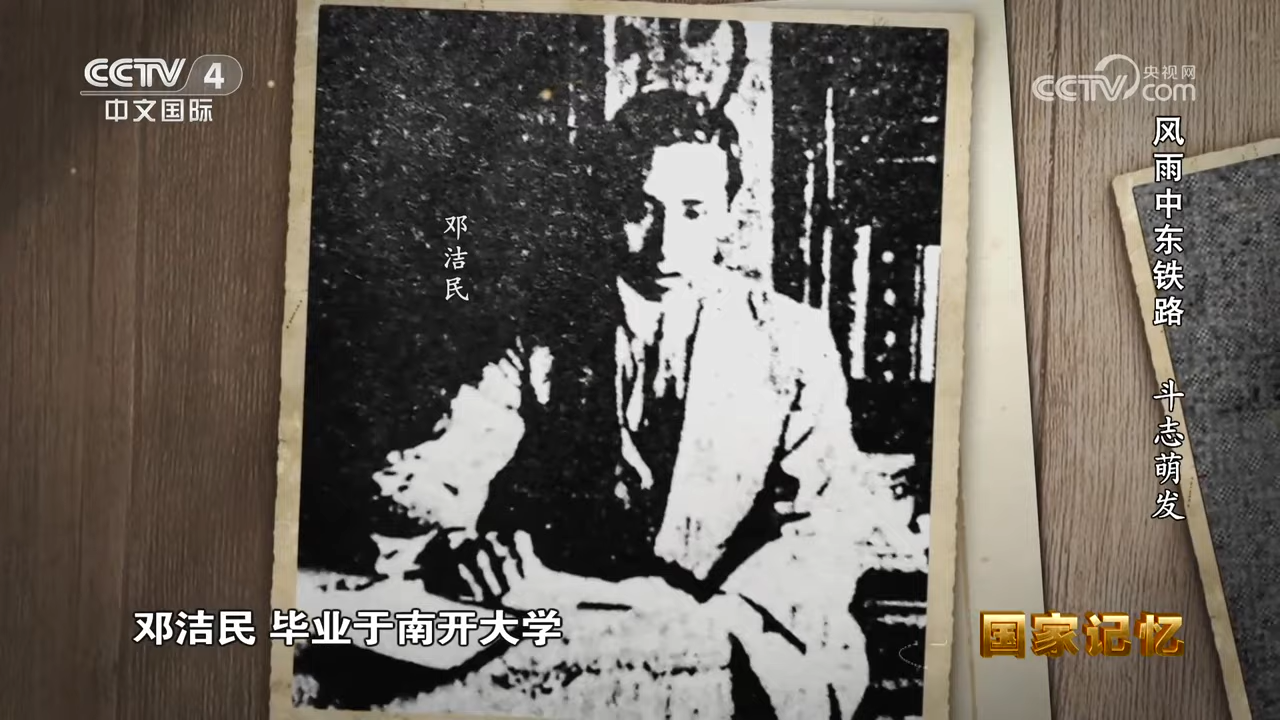 CCTV 4
中文国际
央视网
CCTV.com
风雨中东铁路 斗志萌发
邓洁民
邓洁民 毕业于南开大学
国家记忆